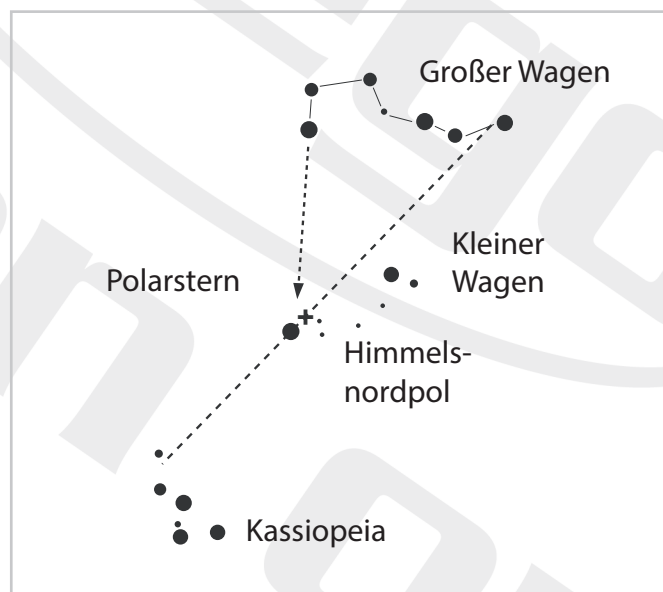 Großer Wagen
Kleiner
Wagen
Polarstern
Himmels-
nordpol
Kassiopeia